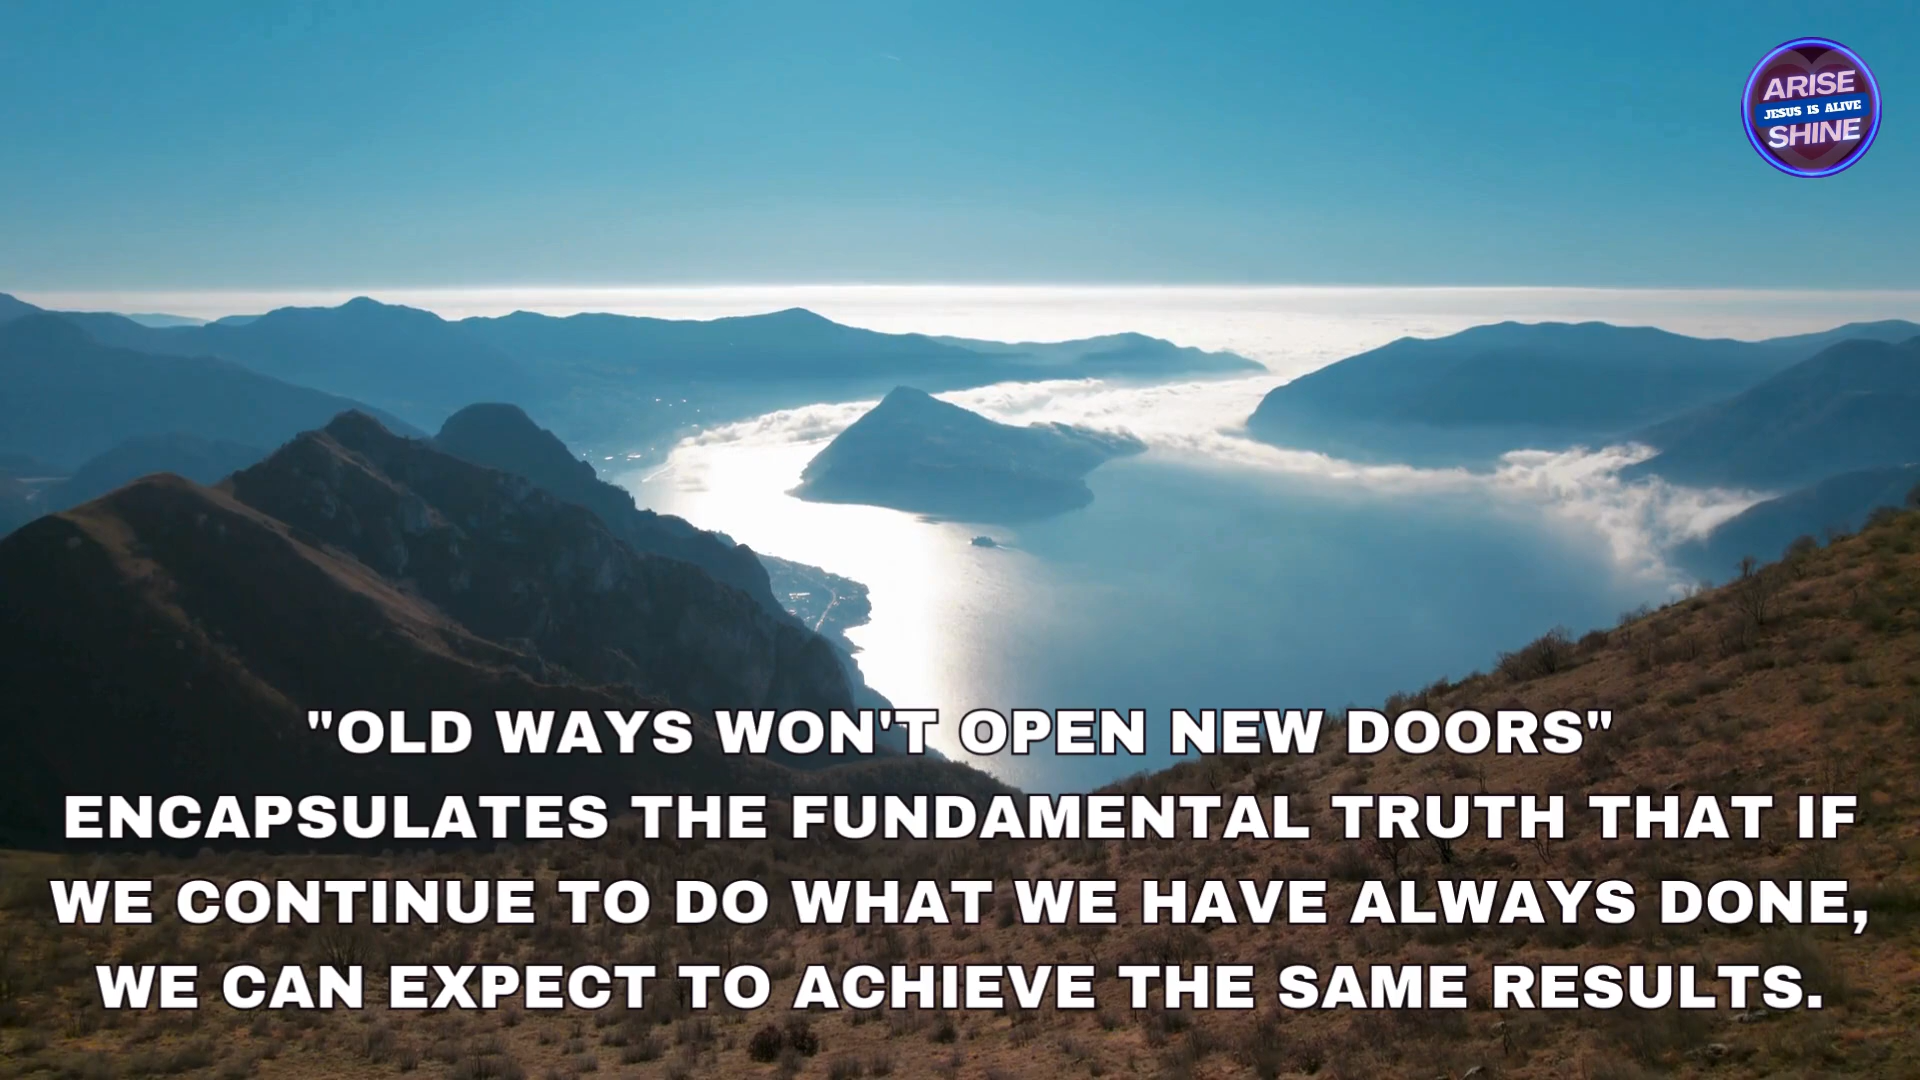 ARISE
JESUS IS ALIVE
SHINE
"OLD WAYS WON'T OPEN NEW DOORS"
ENCAPSULATES THE FUNDAMENTAL TRUTH THAT IF
WE CONTINUE TO DO WHAT WE HAVE ALWAYS DONE,
WE CAN EXPECT TO ACHIEVE THE SAME RESULTS.